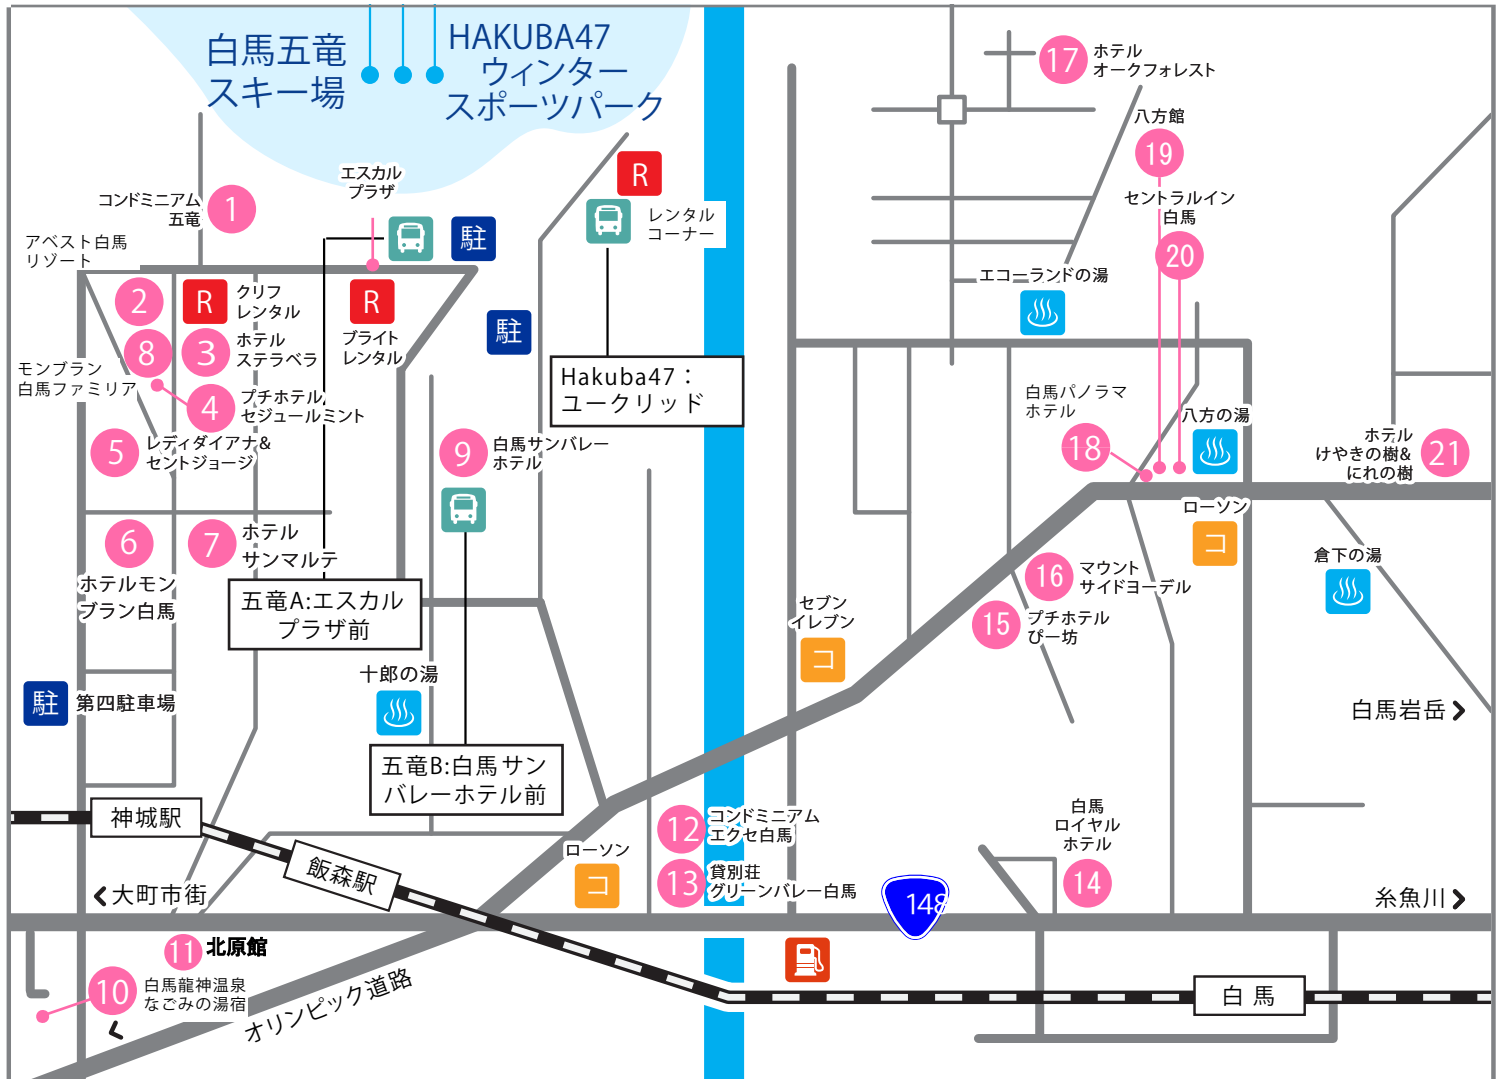 白馬五竜
スキー場
HAKUBA47
ウィンター
スポーツパーク
17
ホテル
オークフォレスト
八方館
19
セントラルイン
白馬
20
エスカル
プラザ
R
レンタル
コーナー
コンドミニアム
五竜
1
駐
アベスト白馬
リゾート
2
R
クリフ
レンタル
R
ブライト
レンタル
駐
エコーランドの湯
8
3
ホテル
ステラベラ
モンブラン
白馬ファミリア
4
プチホテル
セジュールミント
Hakuba47：
ユークリッド
白馬パノラマ
ホテル
18
八方の湯
ホテル
けやきの樹&
にれの樹
21
5
レディダイアナ&
セントジョージ
9
白馬サンバレー
ホテル
ローソン
コ
6
ホテルモン
ブラン白馬
7
ホテル
サンマルテ
倉下の湯
16
マウント
サイドヨーデル
15
プチホテル
ぴー坊
五竜A:エスカル
プラザ前
セブン
イレブン
コ
十郎の湯
駐
第四駐車場
白馬岩岳
五竜B:白馬サン
バレーホテル前
神城駅
12
コンドミニアム
エクセ白馬
白馬
ロイヤル
ホテル
14
飯森駅
ローソン
コ
13
貸別荘
グリーンバレー白馬
大町市街
148
糸魚川
11
北原館
10
白馬龍神温泉
なごみの湯宿
オリンピック道路
白馬